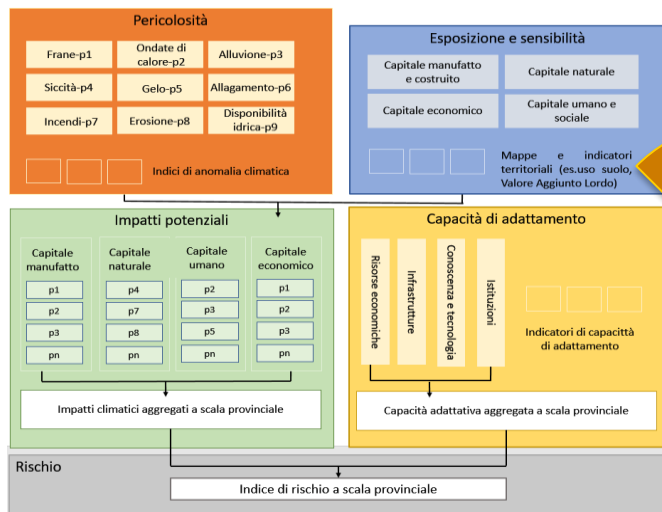 Pericolosità
Frane-p1
Ondate di
calore-p2
Alluvione-p3
Siccità-p4
Gelo-p5
Allagamento-p6
Incendi-p7
Erosione-p8
Disponibilità
idrica-p9
Indici di anomalia climatica
Esposizione e sensibilità
Capitale manufatto
e costruito
Capitale naturale
Capitale economico
Capitale umano e
sociale
Mappe e indicatori
territoriali (es.uso suolo,
Valore Aggiunto Lordo)
Impatti potenziali
Capitale
manufatto
Capitale
naturale
Capitale
umano
Capitale
economico
p1
p4
p2
p1
p2
p7
p3
p2
p3
p8
p5
p3
pn
pn
pn
pn
Impatti climatici aggregati a scala provinciale
Capacità di adattamento
Risorse economiche
Infrastrutture
Conoscenza e tecnologia
Istituzioni
Indicatori di capacittà
di adattamento
Capacità adattativa aggregata a scala provinciale
Rischio
Indice di rischio a scala provinciale